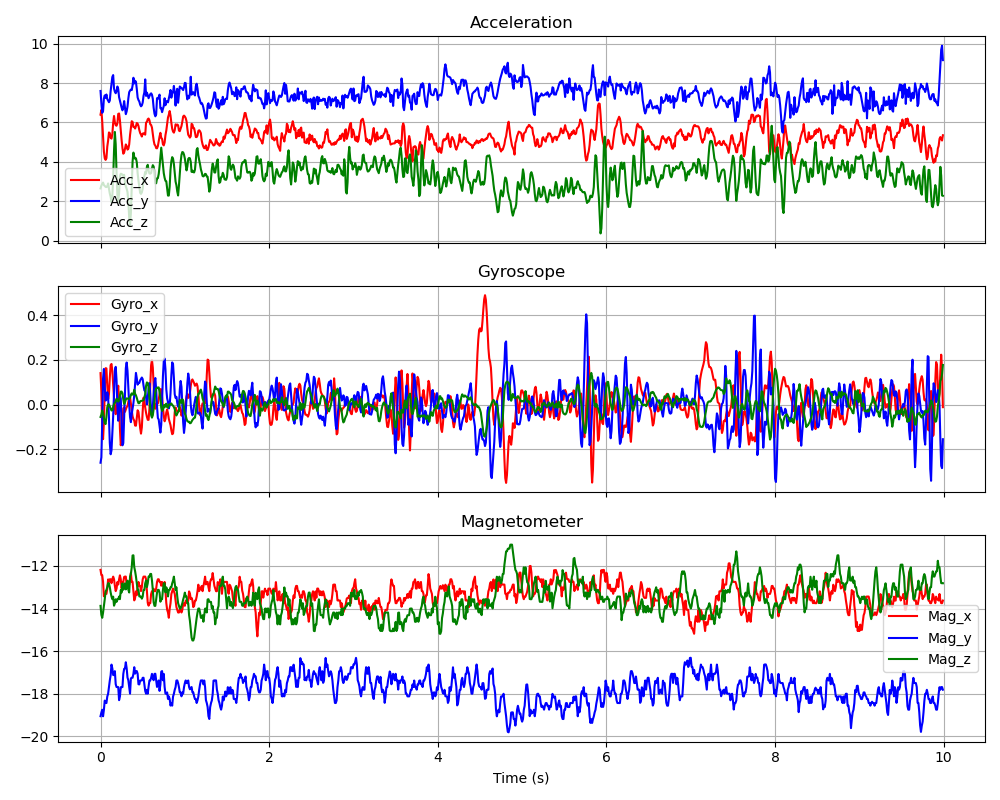 Acceleration
10
8
6
4
2
0
Acc_x
Acc_y
Acc_z
Gyroscope
0.4
0.2
0.0
−0.2
Gyro_x
Gyro_y
Gyro_z
Magnetometer
−12
−14
−16
−18
−20
Mag_x
Mag_y
Mag_z
0 2 4 6 8 10
Time (s)